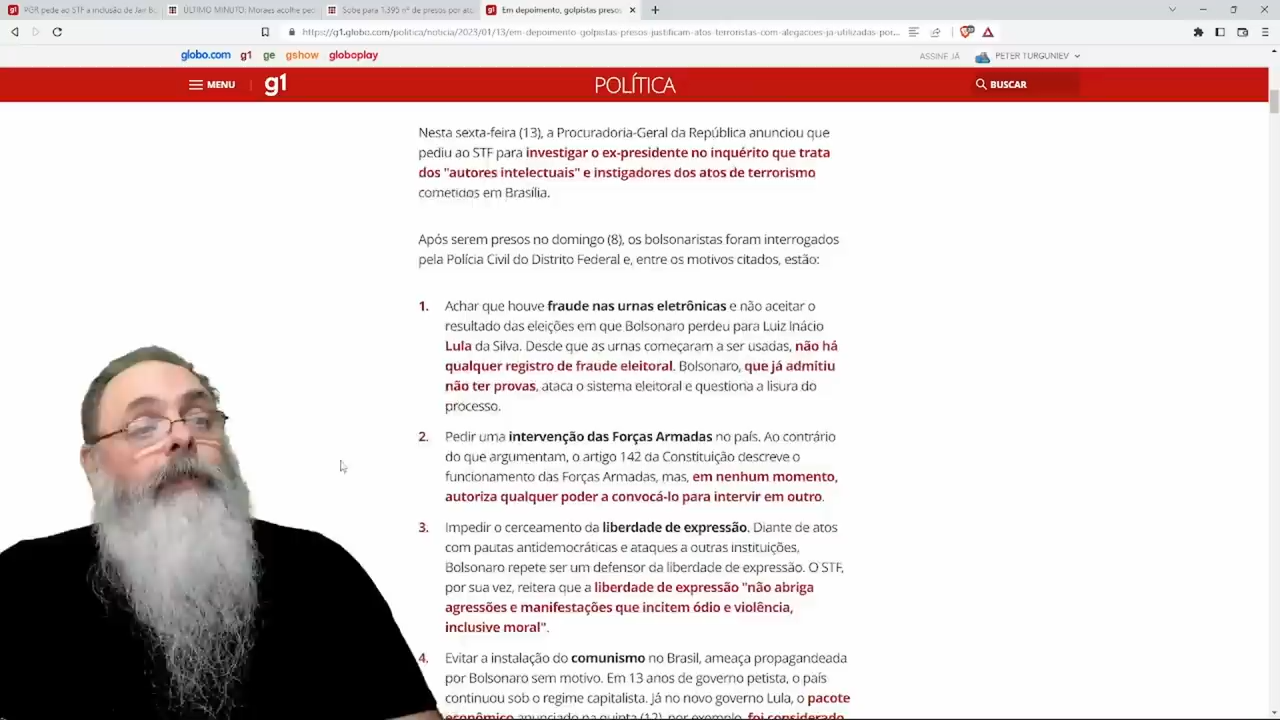 PGR pede ao STF a inclusão de Jair B
ÚLTIMO MINUTO: Moraes acolhe ped
Sobe para 1.395 nº de presos por ato
Em depoimento, golpistas presos
https://g1.globo.com/politica/noticia/2023/01/13/em-depoimento-golpistas-presos-justificam-atos-terroristas-com-alegacoes-ja-utilizadas-por...
globo.com g1 ge gshow globoplay
ASSINE JÁ
PETER TURGUNIEV
MENU
g1
POLÍTICA
BUSCAR
Nesta sexta-feira (13), a Procuradoria-Geral da República anunciou que
pediu ao STF para investigar o ex-presidente no inquérito que trata
dos "autores intelectuais" e instigadores dos atos de terrorismo
cometidos em Brasília.
Após serem presos no domingo (8), os bolsonaristas foram interrogados
pela Polícia Civil do Distrito Federal e, entre os motivos citados, estão:
1. Achar que houve fraude nas urnas eletrônicas e não aceitar o
resultado das eleições em que Bolsonaro perdeu para Luiz Inácio
Lula da Silva. Desde que as urnas começaram a ser usadas, não há
qualquer registro de fraude eleitoral. Bolsonaro, que já admitiu
não ter provas, ataca o sistema eleitoral e questiona a lisura do
processo.
2. Pedir uma intervenção das Forças Armadas no país. Ao contrário
do que argumentam, o artigo 142 da Constituição descreve o
funcionamento das Forças Armadas, mas, em nenhum momento,
autoriza qualquer poder a convocá-lo para intervir em outro.
3. Impedir o cerceamento da liberdade de expressão. Diante de atos
com pautas antidemocráticas e ataques a outras instituições,
Bolsonaro repete ser um defensor da liberdade de expressão. O STF,
por sua vez, reitera que a liberdade de expressão "não abriga
agressões e manifestações que incitem ódio e violência,
inclusive moral".
4. Evitar a instalação do comunismo no Brasil, ameaça propagandeada
por Bolsonaro sem motivo. Em 13 anos de governo petista, o país
continuou sob o regime capitalista. Já no novo governo Lula, o pacote
econômico anunciado na quinta (12), por exemplo, foi considerado